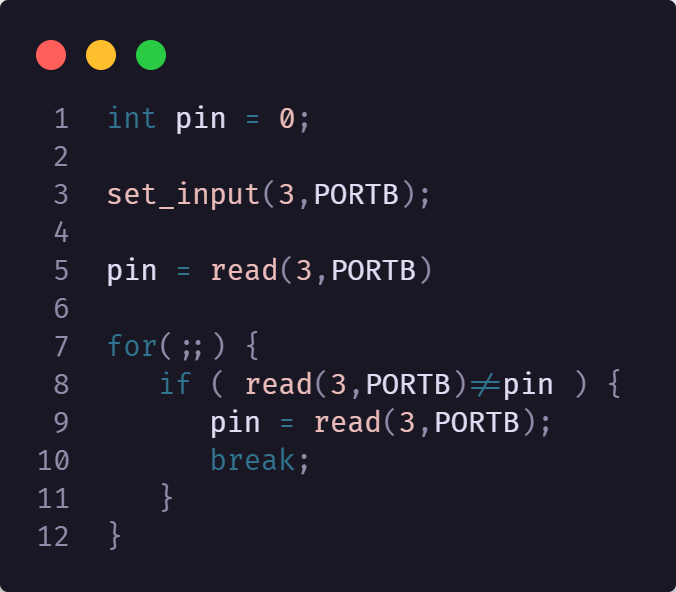 1 int pin = 0;
2
3 set_input(3,PORTB);
4
5 pin = read(3,PORTB)
6
7 for(;;) {
8    if ( read(3,PORTB)!=pin ) {
9       pin = read(3,PORTB);
10       break;
11    }
12 }